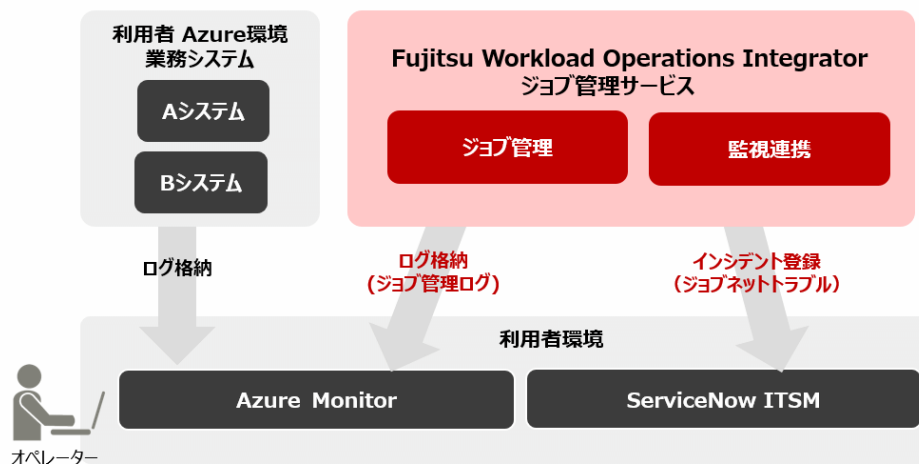 利用者 Azure環境
業務システム
Aシステム
Bシステム
Fujitsu Workload Operations Integrator
ジョブ管理サービス
ジョブ管理
監視連携
ログ格納
ログ格納
(ジョブ管理ログ)
インシデント登録
（ジョブネットトラブル）
利用者環境
Azure Monitor
ServiceNow ITSM
オペレーター